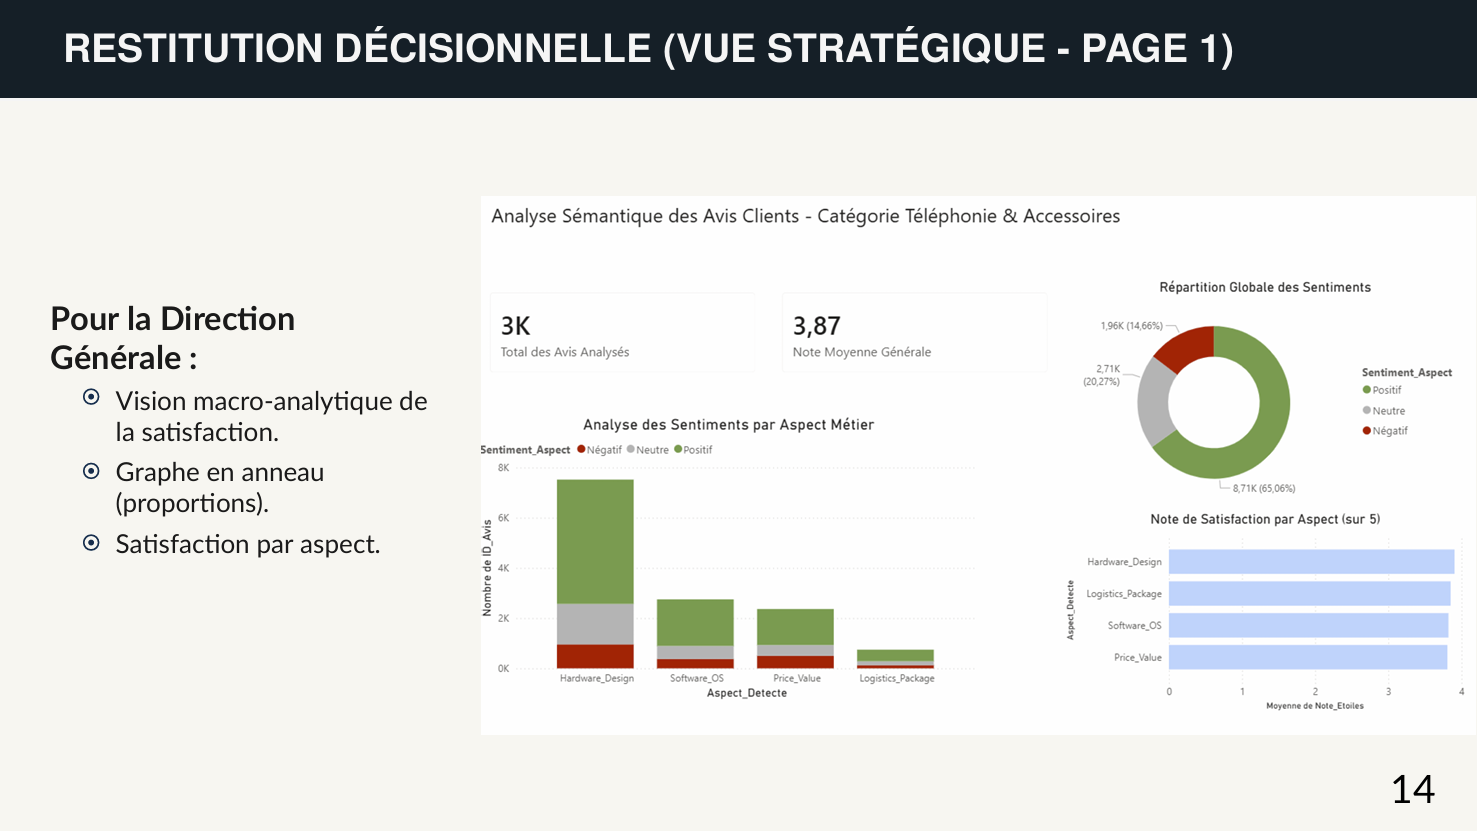 RESTITUTION DÉCISIONNELLE (VUE STRATÉGIQUE - PAGE 1)
Pour la Direction
Générale :
Vision macro-analytique de
la satisfaction.
Graphe en anneau
(proportions).
Satisfaction par aspect.
Analyse Sémantique des Avis Clients - Catégorie Téléphonie & Accessoires
3K
Total des Avis Analysés
3,87
Note Moyenne Générale
Analyse des Sentiments par Aspect Métier
Sentiment_Aspect Négatif Neutre Positif
8K
6K
4K
2K
0K
Nombre de ID_Avis
Hardware_Design Software_OS Price_Value Logistics_Package
Aspect_Detecte
Répartition Globale des Sentiments
1,96K (14,66%)
2,71K
(20,27%)
8,71K (65,06%)
Sentiment_Aspect
Positif
Neutre
Négatif
Note de Satisfaction par Aspect (sur 5)
Aspect_Detecte
Hardware_Design
Logistics_Package
Software_OS
Price_Value
0 1 2 3 4
Moyenne de Note_Etoiles
14